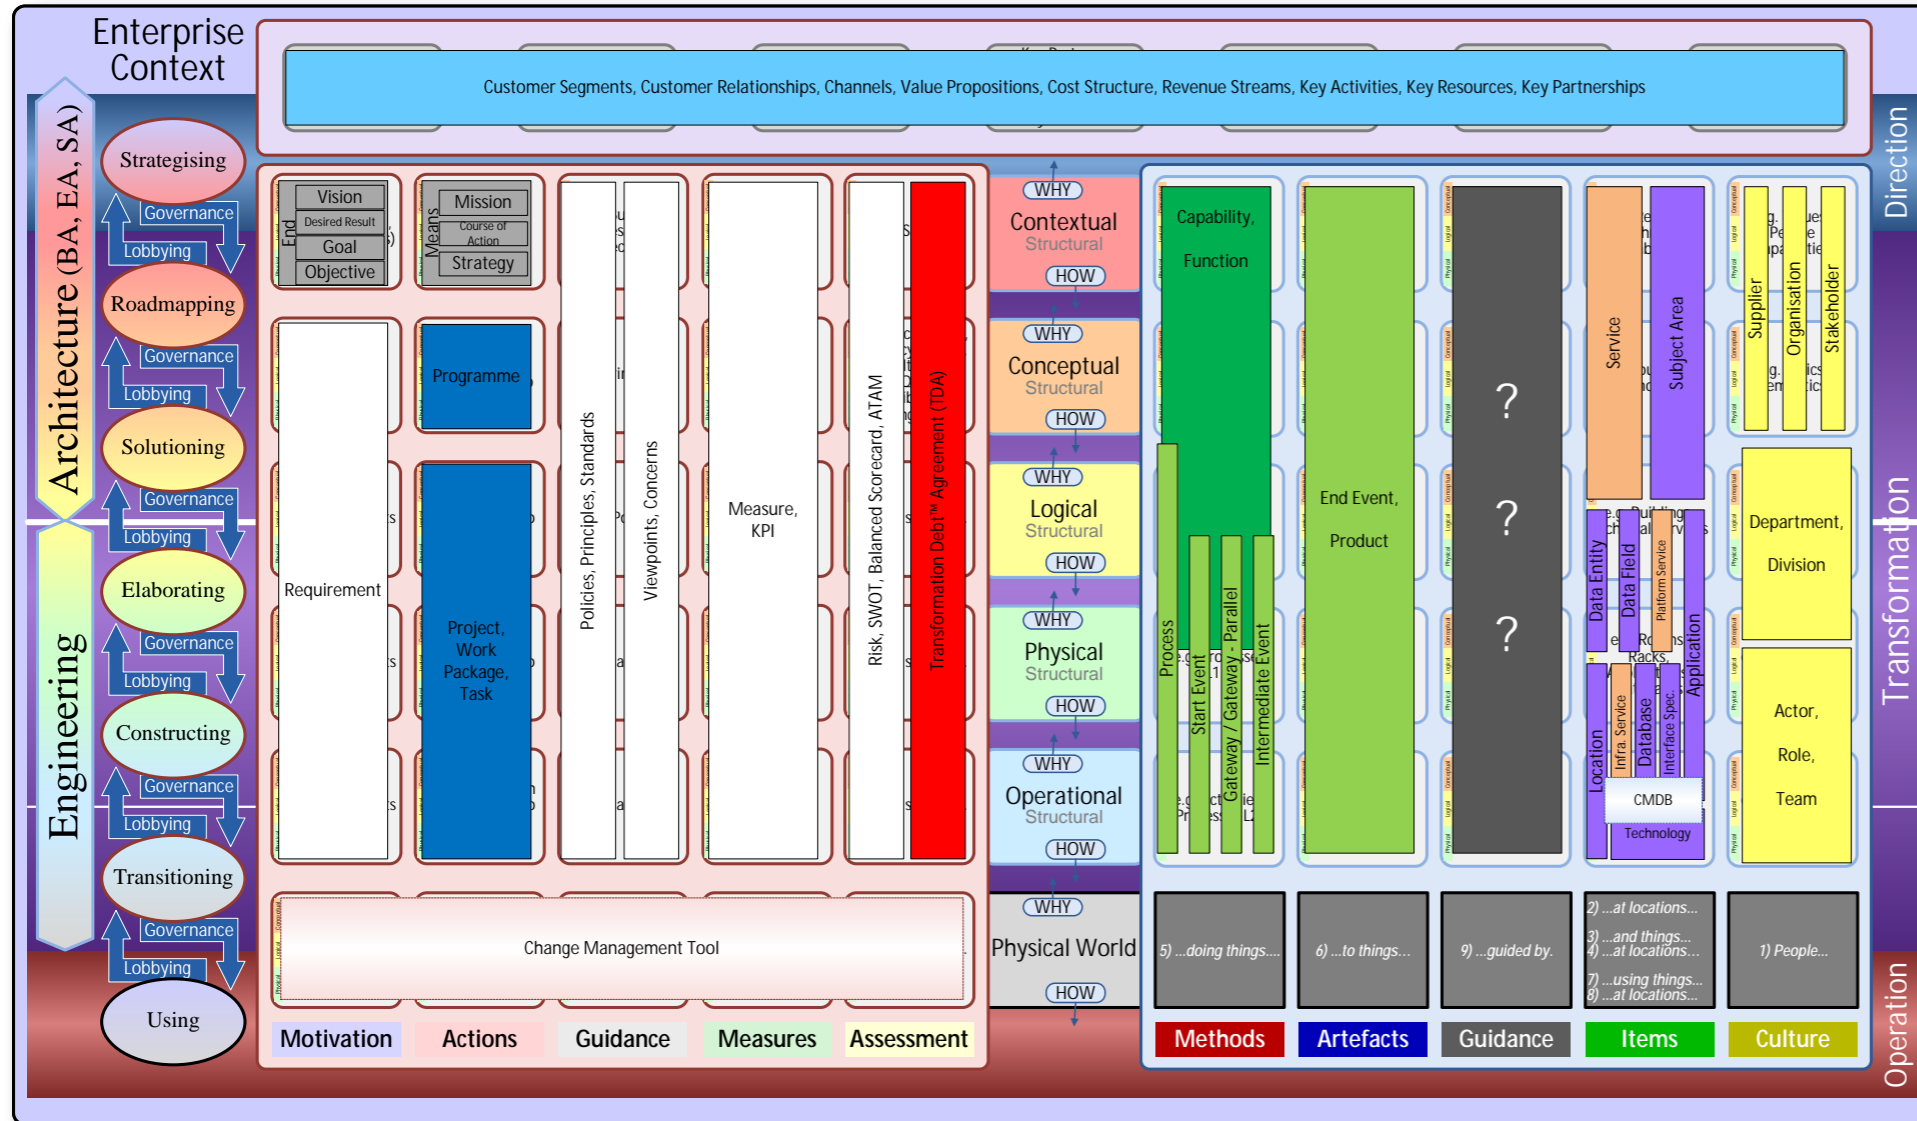 Enterprise
Context
Customer Segments, Customer Relationships, Channels, Value Propositions, Cost Structure, Revenue Streams, Key Activities, Key Resources, Key Partnerships
Architecture (BA, EA, SA)
Engineering
Strategising
Governance
Lobbying
Roadmapping
Governance
Lobbying
Solutioning
Governance
Lobbying
Elaborating
Governance
Lobbying
Constructing
Governance
Lobbying
Transitioning
Governance
Lobbying
Using
End
Vision
Desired Result
Goal
Objective
Requirement
Means
Mission
Course of
Action
Strategy
Programme
Project,
Work
Package,
Task
Policies, Principles, Standards
Viewpoints, Concerns
Measure,
KPI
Risk, SWOT, Balanced Scorecard, ATAM
Transformation Debt™ Agreement (TDA)
Change Management Tool
Motivation
Actions
Guidance
Measures
Assessment
WHY
Contextual
Structural
HOW
WHY
Conceptual
Structural
HOW
WHY
Logical
Structural
HOW
WHY
Physical
Structural
HOW
WHY
Operational
Structural
HOW
WHY
Physical World
HOW
Capability,
Function
Process
Start Event
Gateway / Gateway - Parallel
Intermediate Event
End Event,
Product
?
?
?
Service
Subject Area
Data Entity
Data Field
Platform Service
Application
Location
Infra. Service
Database
Interface Spec.
CMDB
Technology
Racks,
Supplier
Organisation
Stakeholder
Department,
Division
Actor,
Role,
Team
5) ...doing things....
6) ...to things...
9) ...guided by.
2) ...at locations...
3) ...and things...
4) ...at locations...
7) ...using things...
8) ...at locations...
1) People...
Methods
Artefacts
Guidance
Items
Culture
Direction
Transformation
Operation